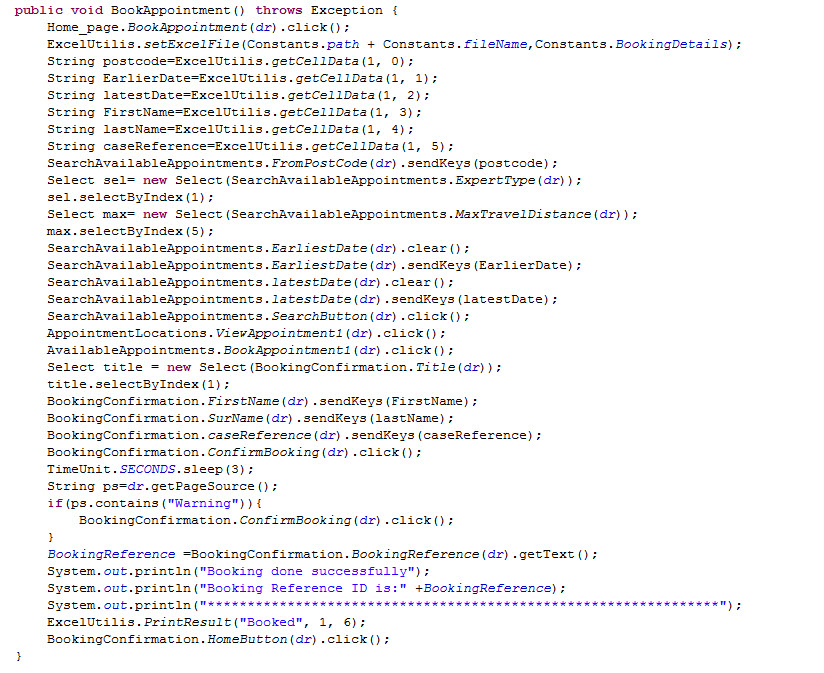 public void BookAppointment() throws Exception {
Home_page.BookAppointment(dr).click();
ExcelUtilis.setExcelFile(Constants.path + Constants.fileName,Constants.BookingDetails);
String postcode=ExcelUtilis.getCellData(1, 0);
String EarlierDate=ExcelUtilis.getCellData(1, 1);
String latestDate=ExcelUtilis.getCellData(1, 2);
String FirstName=ExcelUtilis.getCellData(1, 3);
String lastName=ExcelUtilis.getCellData(1, 4);
String caseReference=ExcelUtilis.getCellData(1, 5);
SearchAvailableAppointments.FromPostCode(dr).sendKeys(postcode);
Select sel= new Select(SearchAvailableAppointments.ExpertType(dr));
sel.selectByIndex(1);
Select max= new Select(SearchAvailableAppointments.MaxTravelDistance(dr));
max.selectByIndex(5);
SearchAvailableAppointments.EarliestDate(dr).clear();
SearchAvailableAppointments.EarliestDate(dr).sendKeys(EarlierDate);
SearchAvailableAppointments.latestDate(dr).clear();
SearchAvailableAppointments.latestDate(dr).sendKeys(latestDate);
SearchAvailableAppointments.SearchButton(dr).click();
AppointmentLocations.ViewAppointment1(dr).click();
AvailableAppointments.BookAppointment1(dr).click();
Select title = new Select(BookingConfirmation.Title(dr));
title.selectByIndex(1);
BookingConfirmation.FirstName(dr).sendKeys(FirstName);
BookingConfirmation.SurName(dr).sendKeys(lastName);
BookingConfirmation.caseReference(dr).sendKeys(caseReference);
BookingConfirmation.ConfirmBooking(dr).click();
TimeUnit.SECONDS.sleep(3);
String ps=dr.getPageSource();
if(ps.contains("Warning")){
BookingConfirmation.ConfirmBooking(dr).click();
}
BookingReference =BookingConfirmation.BookingReference(dr).getText();
System.out.println("Booking done successfully");
System.out.println("Booking Reference ID is:" +BookingReference);
System.out.println("****************************************************************");
ExcelUtilis.PrintResult("Booked", 1, 6);
BookingConfirmation.HomeButton(dr).click();
}